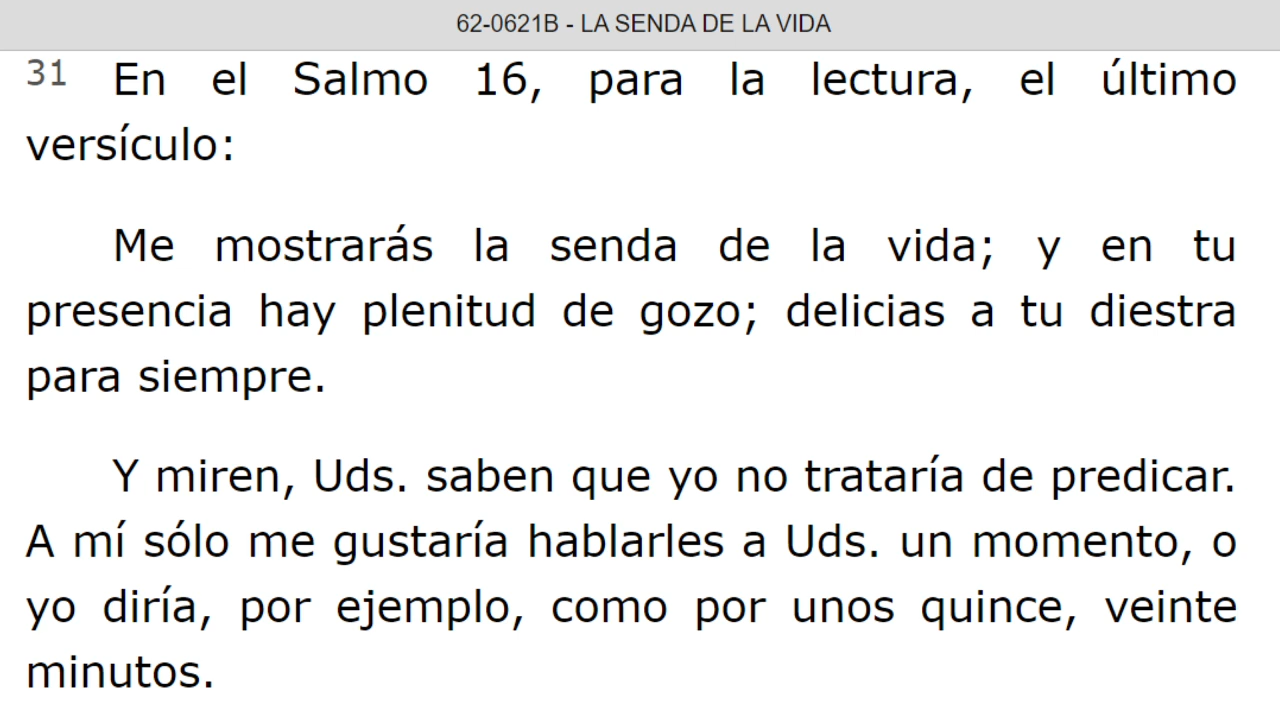 62-0621B - LA SENDA DE LA VIDA
31 En el Salmo 16, para la lectura, el último
versículo:
Me mostrarás la senda de la vida; y en tu
presencia hay plenitud de gozo; delicias a tu diestra
para siempre.
Y miren, Uds. saben que yo no trataría de predicar.
A mí sólo me gustaría hablarles a Uds. un momento, o
yo diría, por ejemplo, como por unos quince, veinte
minutos.